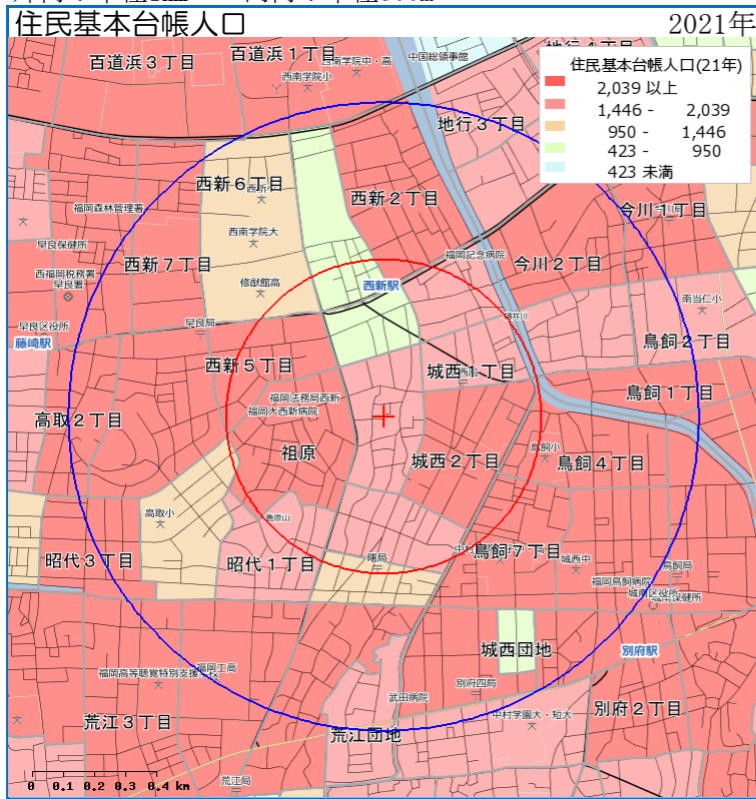 住民基本台帳人口
2021年
住民基本台帳人口(21年)
2,039 以上
1,446 - 2,039
950 - 1,446
423 - 950
423 未満
百道浜3丁目
百道浜1丁目
西南学院中・高
西南学院小
中国総領事館
地行4丁目
地行3丁目
西新6丁目
西新2丁目
今川1丁目
福岡森林管理署
西南学院大
早良保健所
西新7丁目
福岡記念病院
今川2丁目
西福岡税務署
早良署
修猷館高
西新駅
南当仁小
早良区役所
早良局
藤崎駅
鳥飼2丁目
西新5丁目
城西1丁目
鳥飼1丁目
福岡法務局西新
福岡大西新病院
高取2丁目
祖原
城西2丁目
鳥飼小
鳥飼4丁目
高取小
昭代3丁目
昭代1丁目
曙局
鳥飼7丁目
城西中
鳥飼局
福岡鳥飼病院
城南区役所
城南保健所
城西団地
別府駅
福岡高等聴覚特別支援学校
福岡工高
武田病院
別府四局
中村学園大・短大
別府2丁目
荒江3丁目
荒江団地
荒江局
0 0.1 0.2 0.3 0.4 km